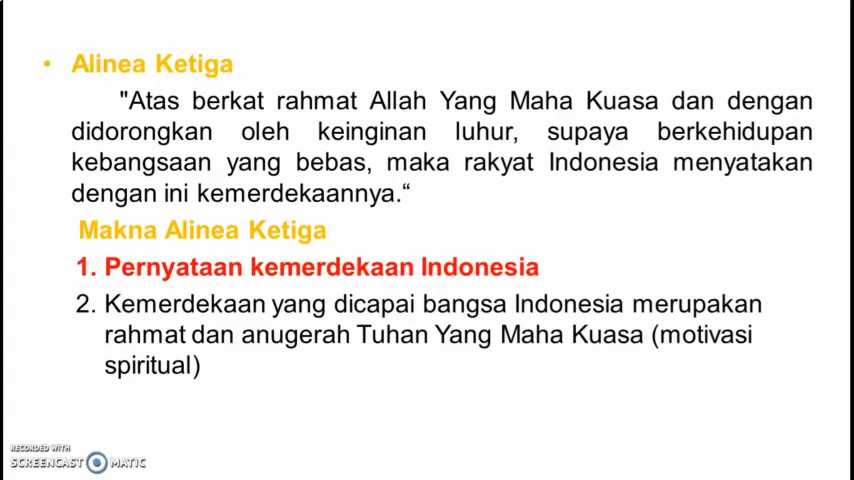 • Alinea Ketiga
"Atas berkat rahmat Allah Yang Maha Kuasa dan dengan
didorongkan oleh keinginan luhur, supaya berkehidupan
kebangsaan yang bebas, maka rakyat Indonesia menyatakan
dengan ini kemerdekaannya.“
Makna Alinea Ketiga
1. Pernyataan kemerdekaan Indonesia
2. Kemerdekaan yang dicapai bangsa Indonesia merupakan
rahmat dan anugerah Tuhan Yang Maha Kuasa (motivasi
spiritual)
RECORDED WITH
SCREENCAST MATIC